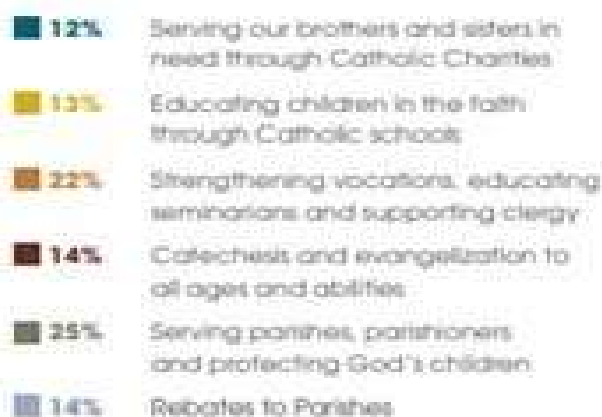 12% Serving our brothers and sisters in
need through Catholic Charities
13% Educating children in the faith
through Catholic schools
22% Strengthening vocations, educating
seminarians and supporting clergy
14% Catechesis and evangelization to
all ages and abilities
25% Serving parishes, parishioners
and protecting God's children
14% Rebates to Parishes